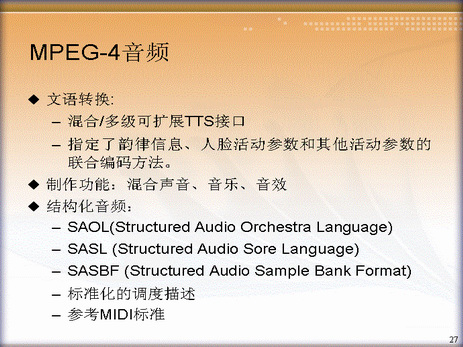 MPEG-4音频
◆ 文语转换:
– 混合/多级可扩展TTS接口
– 指定了韵律信息、人脸活动参数和其他活动参数的
联合编码方法。
◆ 制作功能：混合声音、音乐、音效
◆ 结构化音频：
– SAOL(Structured Audio Orchestra Language)
– SASL (Structured Audio Sore Language)
– SASBF (Structured Audio Sample Bank Format)
– 标准化的调度描述
– 参考MIDI标准
27